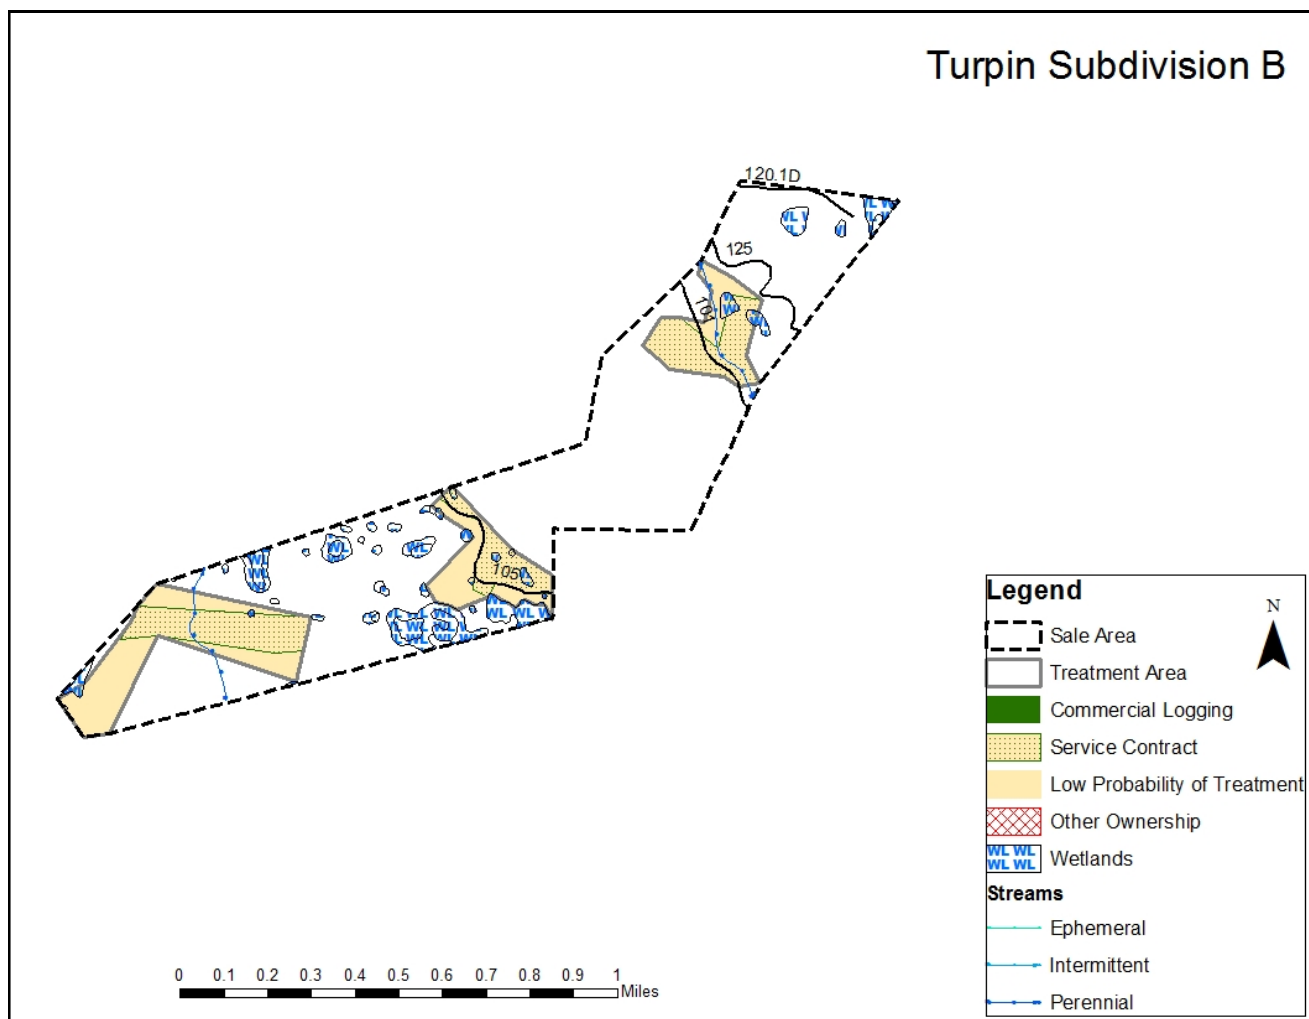 Turpin Subdivision B
120.1D
125
101
105
Legend
N
Sale Area
Treatment Area
Commercial Logging
Service Contract
Low Probability of Treatment
Other Ownership
WL WL
WL WL
Wetlands
Streams
Ephemeral
Intermittent
Perennial
0 0.1 0.2 0.3 0.4 0.5 0.6 0.7 0.8 0.9 1
Miles